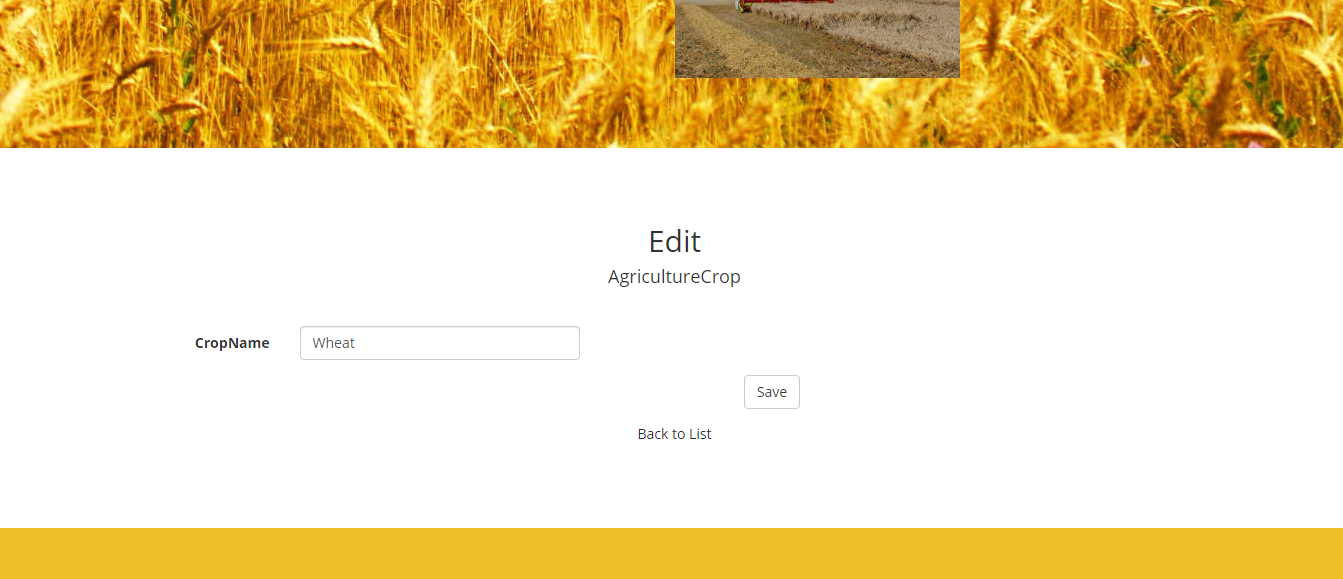 Edit
AgricultureCrop
CropName Wheat
Save
Back to List